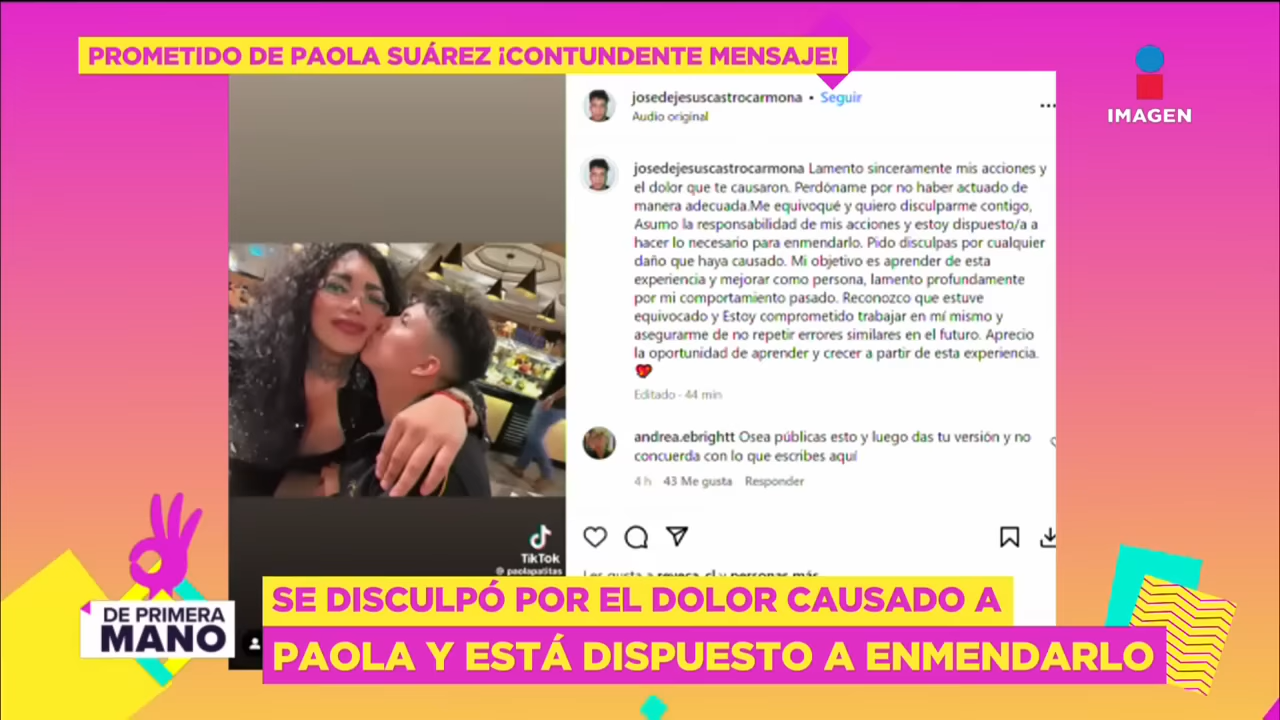 PROMETIDO DE PAOLA SUÁREZ ¡CONTUNDENTE MENSAJE!
IMAGEN
josedejesuscastrocarmona • Seguir
Audio original
josedejesuscastrocarmona Lamento sinceramente mis acciones y
el dolor que te causaron. Perdóname por no haber actuado de
manera adecuada.Me equivoqué y quiero disculparme contigo,
Asumo la responsabilidad de mis acciones y estoy dispuesto/a a
hacer lo necesario para enmendarlo. Pido disculpas por cualquier
daño que haya causado. Mi objetivo es aprender de esta
experiencia y mejorar como persona, lamento profundamente
por mi comportamiento pasado. Reconozco que estuve
equivocado y Estoy comprometido trabajar en mí mismo y
asegurarme de no repetir errores similares en el futuro. Aprecio
la oportunidad de aprender y crecer a partir de esta experiencia.
Editado · 44 min
andrea.ebrightt Osea públicas esto y luego das tu versión y no
concuerda con lo que escribes aquí
4 h 43 Me gusta Responder
TikTok
@ paolapatitas
Les gusta a reveca_cl y personas más
SE DISCULPÓ POR EL DOLOR CAUSADO A
PAOLA Y ESTÁ DISPUESTO A ENMENDARLO
DE PRIMERA
MANO